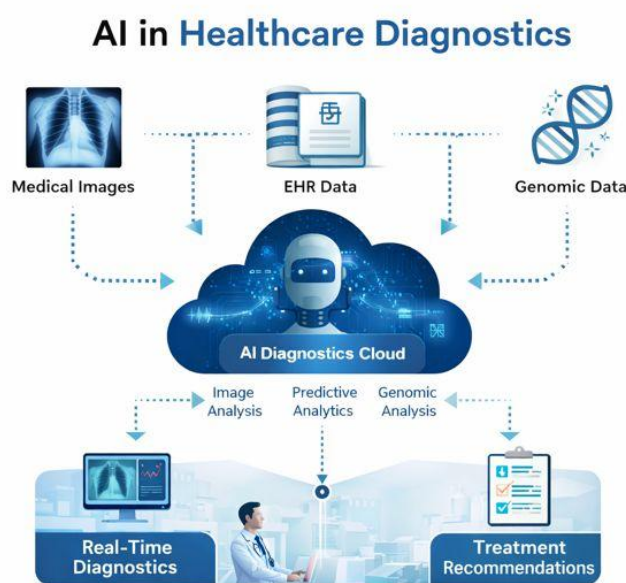 AI in Healthcare Diagnostics
Medical Images
EHR Data
Genomic Data
AI Diagnostics Cloud
Image
Analysis
Predictive
Analytics
Genomic
Analysis
Real-Time
Diagnostics
Treatment
Recommendations